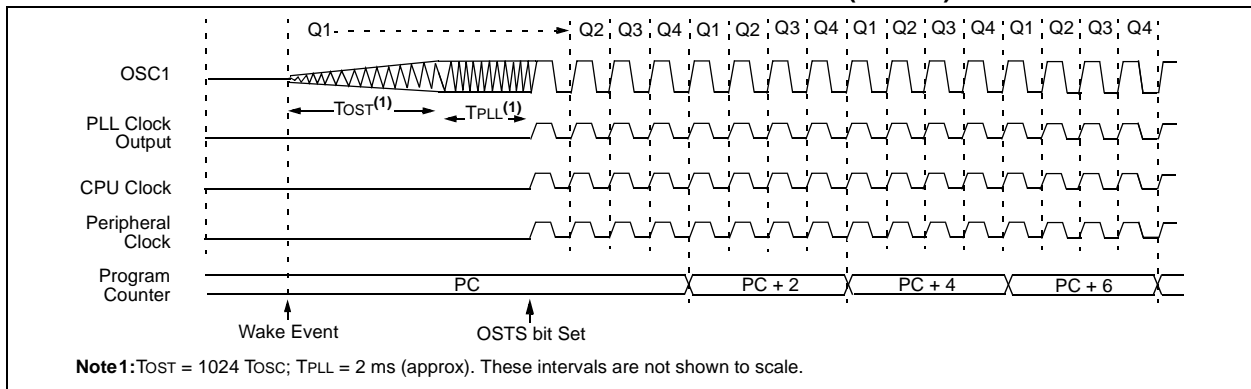 Q1 Q2 Q3 Q4 Q1 Q2 Q3 Q4 Q1 Q2 Q3 Q4 Q1 Q2 Q3 Q4
OSC1
TOST(1) TPLL(1)
PLL Clock
Output
CPU Clock
Peripheral
Clock
Program
Counter
PC PC + 2 PC + 4 PC + 6
Wake Event OSTS bit Set
Note1:TOST = 1024 TOSC; TPLL = 2 ms (approx). These intervals are not shown to scale.